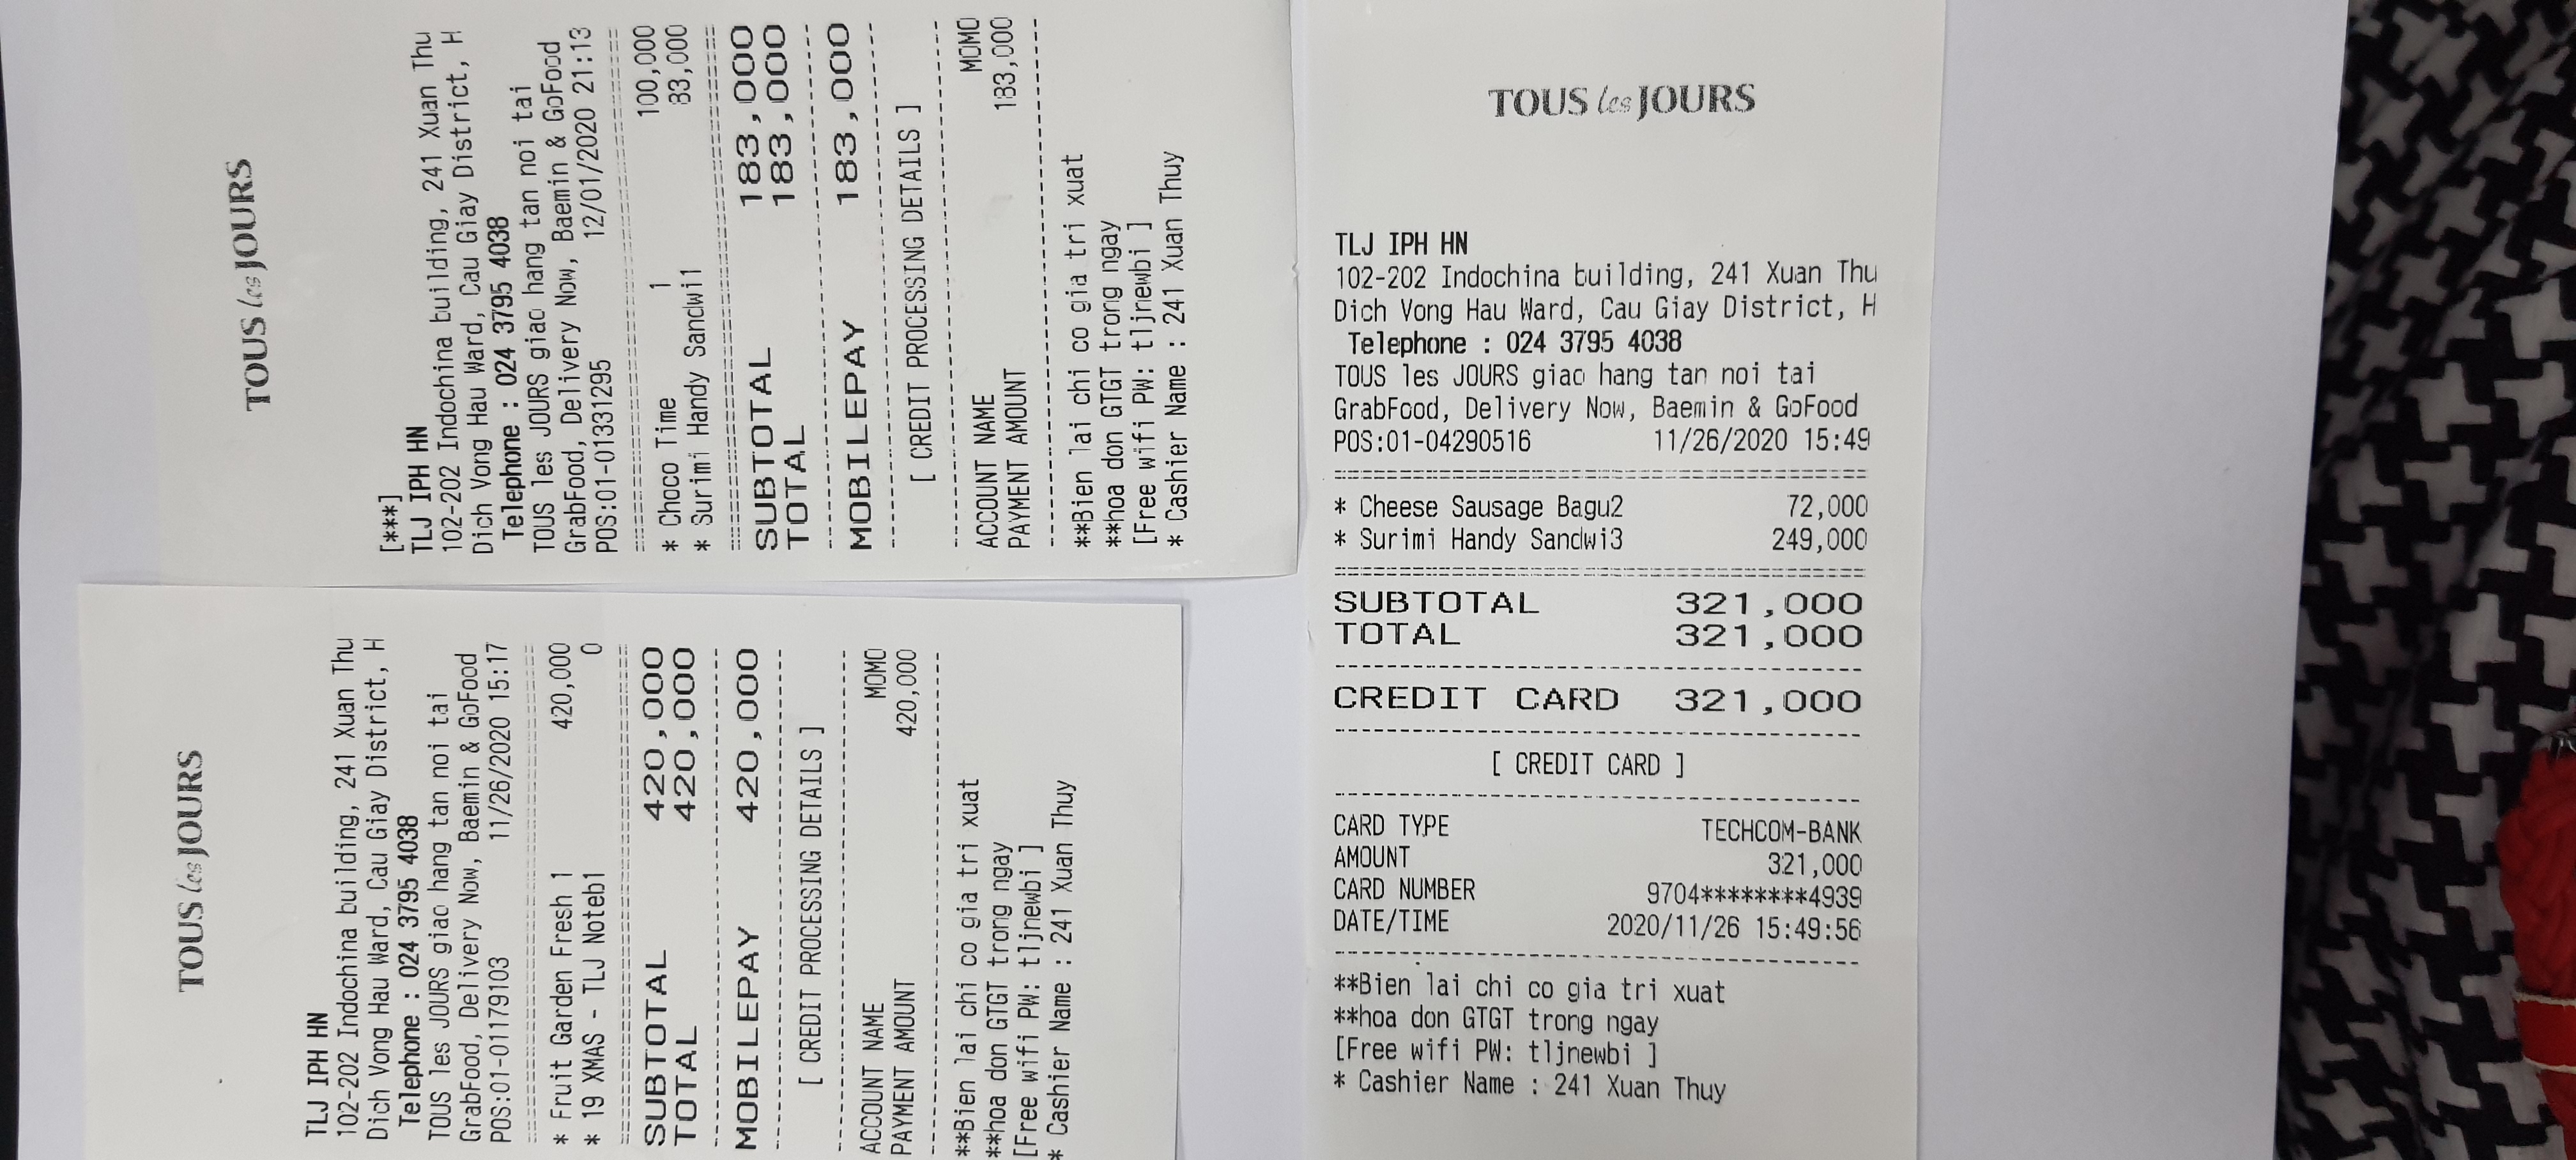 TOUS les JOURS
TLJ IPH HN
102-202 Indochina building, 241 Xuan Thu
Dich Vong Hau Ward, Cau Giay District, H
Telephone : 024 3795 4038
TOUS les JOURS giao hang tan noi tai
GrabFood, Delivery Now, Baemin & GoFood
POS:01-01179103 11/26/2020 15:17
* Fruit Garden Fresh 1 420,000
* 19 XMAS - TLJ Noteb1 0
SUBTOTAL 420,000
TOTAL 420,000
MOBILEPAY 420,000
[ CREDIT PROCESSING DETAILS ]
ACCOUNT NAME MOMO
PAYMENT AMOUNT 420,000
**Bien lai chi co gia tri xuat
**hoa don GTGT trong ngay
[Free wifi PW: tljnewbi ]
* Cashier Name : 241 Xuan Thuy
TOUS les JOURS
[***]
TLJ IPH HN
102-202 Indochina building, 241 Xuan Thu
Dich Vong Hau Ward, Cau Giay District, H
Telephone : 024 3795 4038
TOUS les JOURS giao hang tan noi tai
GrabFood, Delivery Now, Baemin & GoFood
POS:01-01331295 12/01/2020 21:13
* Choco Time 1 100,000
* Surimi Handy Sandwi1 83,000
SUBTOTAL 183,000
TOTAL 183,000
MOBILEPAY 183,000
[ CREDIT PROCESSING DETAILS ]
ACCOUNT NAME MOMO
PAYMENT AMOUNT 183,000
**Bien lai chi co gia tri xuat
**hoa don GTGT trong ngay
[Free wifi PW: tljnewbi ]
* Cashier Name : 241 Xuan Thuy
TOUS les JOURS
TLJ IPH HN
102-202 Indochina building, 241 Xuan Thu
Dich Vong Hau Ward, Cau Giay District, H
Telephone : 024 3795 4038
TOUS les JOURS giao hang tan noi tai
GrabFood, Delivery Now, Baemin & GoFood
POS:01-04290516 11/26/2020 15:49
* Cheese Sausage Bagu2 72,000
* Surimi Handy Sandwi3 249,000
SUBTOTAL 321,000
TOTAL 321,000
CREDIT CARD 321,000
[ CREDIT CARD ]
CARD TYPE TECHCOM-BANK
AMOUNT 321,000
CARD NUMBER 9704********4939
DATE/TIME 2020/11/26 15:49:56
**Bien lai chi co gia tri xuat
**hoa don GTGT trong ngay
[Free wifi PW: tljnewbi ]
* Cashier Name : 241 Xuan Thuy